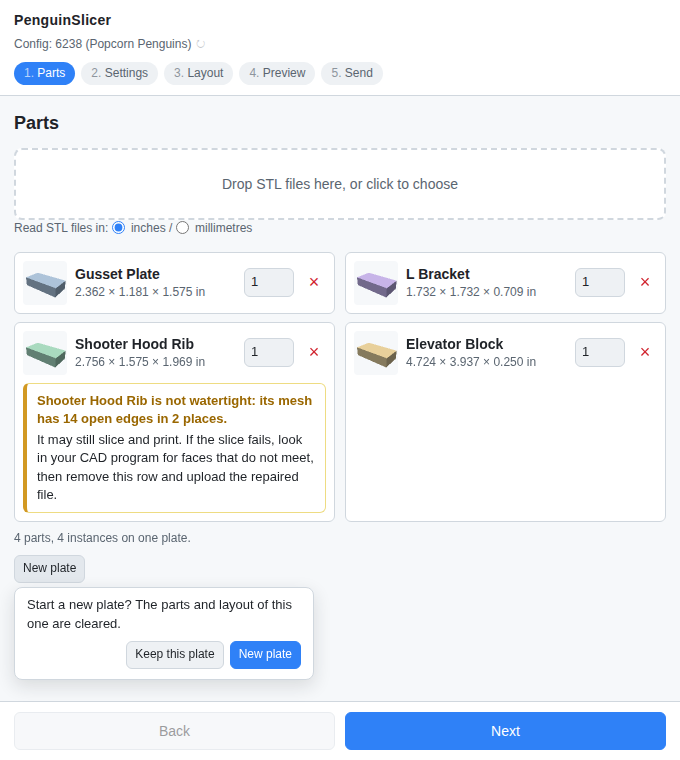 PenguinSlicer
Config: 6238 (Popcorn Penguins)
1. Parts
2. Settings
3. Layout
4. Preview
5. Send
Parts
Drop STL files here, or click to choose
Read STL files in: inches / millimetres
Gusset Plate
2.362 × 1.181 × 1.575 in
1
×
L Bracket
1.732 × 1.732 × 0.709 in
1
×
Shooter Hood Rib
2.756 × 1.575 × 1.969 in
1
×
Shooter Hood Rib is not watertight: its mesh
has 14 open edges in 2 places.
It may still slice and print. If the slice fails, look
in your CAD program for faces that do not meet,
then remove this row and upload the repaired
file.
Elevator Block
4.724 × 3.937 × 0.250 in
1
×
4 parts, 4 instances on one plate.
New plate
Start a new plate? The parts and layout of this
one are cleared.
Keep this plate
New plate
Back
Next